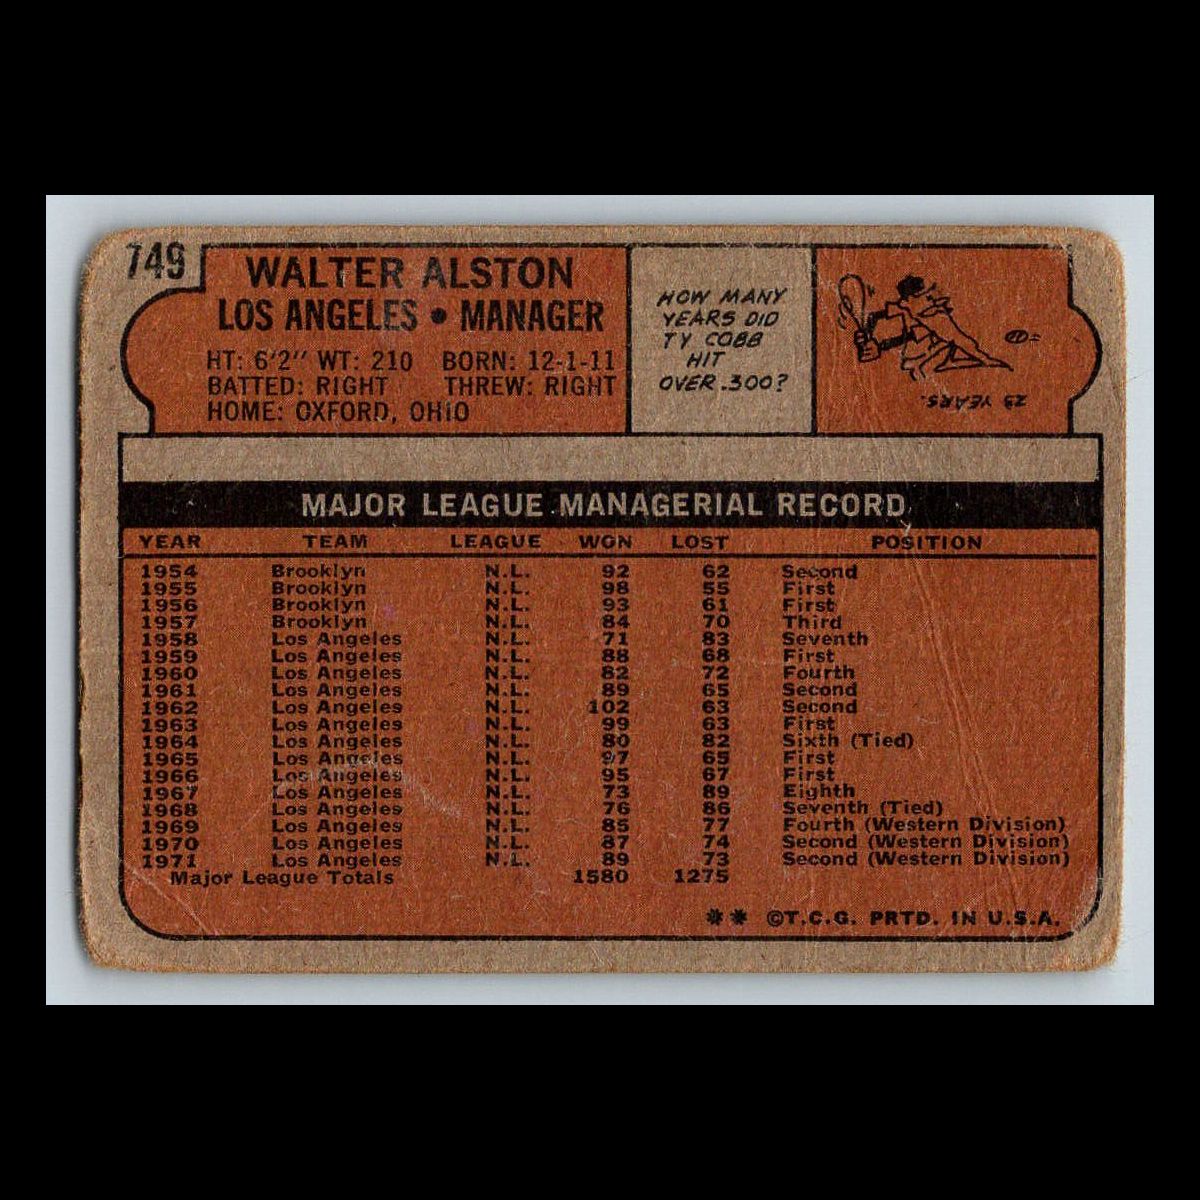 749
WALTER ALSTON
LOS ANGELES • MANAGER
HT: 6'2" WT: 210 BORN: 12-1-11
BATTED: RIGHT THREW: RIGHT
HOME: OXFORD, OHIO
HOW MANY
YEARS DID
TY COBB
HIT
OVER .300?
23 YEARS.
MAJOR LEAGUE MANAGERIAL RECORD
YEAR TEAM LEAGUE WON LOST POSITION
1954 Brooklyn N.L. 92 62 Second
1955 Brooklyn N.L. 98 55 First
1956 Brooklyn N.L. 93 61 First
1957 Brooklyn N.L. 84 70 Third
1958 Los Angeles N.L. 71 83 Seventh
1959 Los Angeles N.L. 88 68 First
1960 Los Angeles N.L. 82 72 Fourth
1961 Los Angeles N.L. 89 65 Second
1962 Los Angeles N.L. 102 63 Second
1963 Los Angeles N.L. 99 63 First
1964 Los Angeles N.L. 80 82 Sixth (Tied)
1965 Los Angeles N.L. 97 65 First
1966 Los Angeles N.L. 95 67 First
1967 Los Angeles N.L. 73 89 Eighth
1968 Los Angeles N.L. 76 86 Seventh (Tied)
1969 Los Angeles N.L. 85 77 Fourth (Western Division)
1970 Los Angeles N.L. 87 74 Second (Western Division)
1971 Los Angeles N.L. 89 73 Second (Western Division)
Major League Totals 1580 1275
** ©T.C.G. PRTD. IN U.S.A.